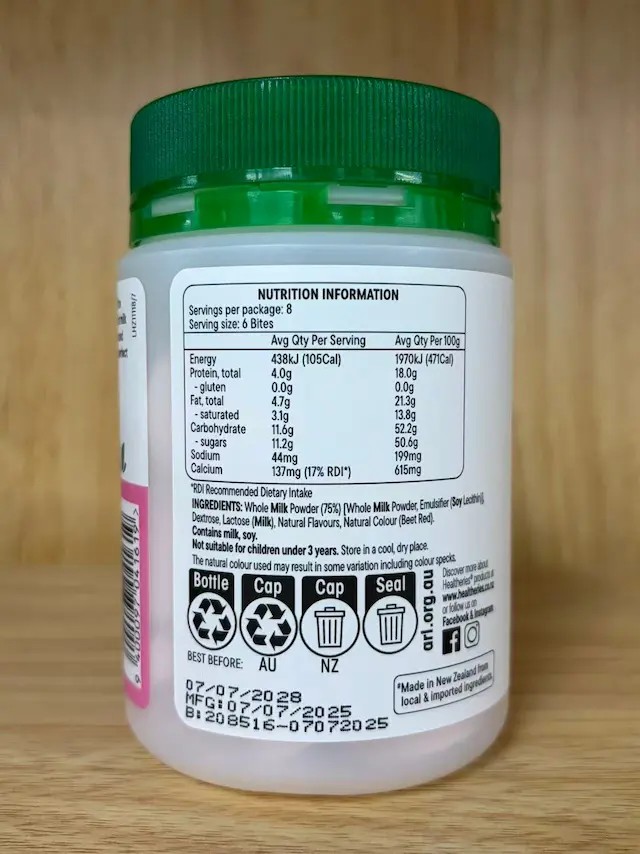 LHZ11118/7
NUTRITION INFORMATION
Servings per package: 8
Serving size: 6 Bites
Avg Qty Per Serving Avg Qty Per 100g
Energy 438kJ (105Cal) 1970kJ (471Cal)
Protein, total 4.0g 18.0g
- gluten 0.0g 0.0g
Fat, total 4.7g 21.3g
- saturated 3.1g 13.8g
Carbohydrate 11.6g 52.2g
- sugars 11.2g 50.6g
Sodium 44mg 199mg
Calcium 137mg (17% RDI*) 615mg
*RDI Recommended Dietary Intake
INGREDIENTS: Whole Milk Powder (75%) [Whole Milk Powder, Emulsifier (Soy Lecithin)],
Dextrose, Lactose (Milk), Natural Flavours, Natural Colour (Beet Red).
Contains milk, soy.
Not suitable for children under 3 years. Store in a cool, dry place.
The natural colour used may result in some variation including colour specks.
Bottle Cap Cap Seal
AU NZ
arl.org.au
Discover more about
Healtheries® products at
www.healtheries.co.nz
or follow us on
Facebook & Instagram
BEST BEFORE:
07/07/2028
MFG:07/07/2025
B:208516-07072025
*Made in New Zealand from
local & imported ingredients.